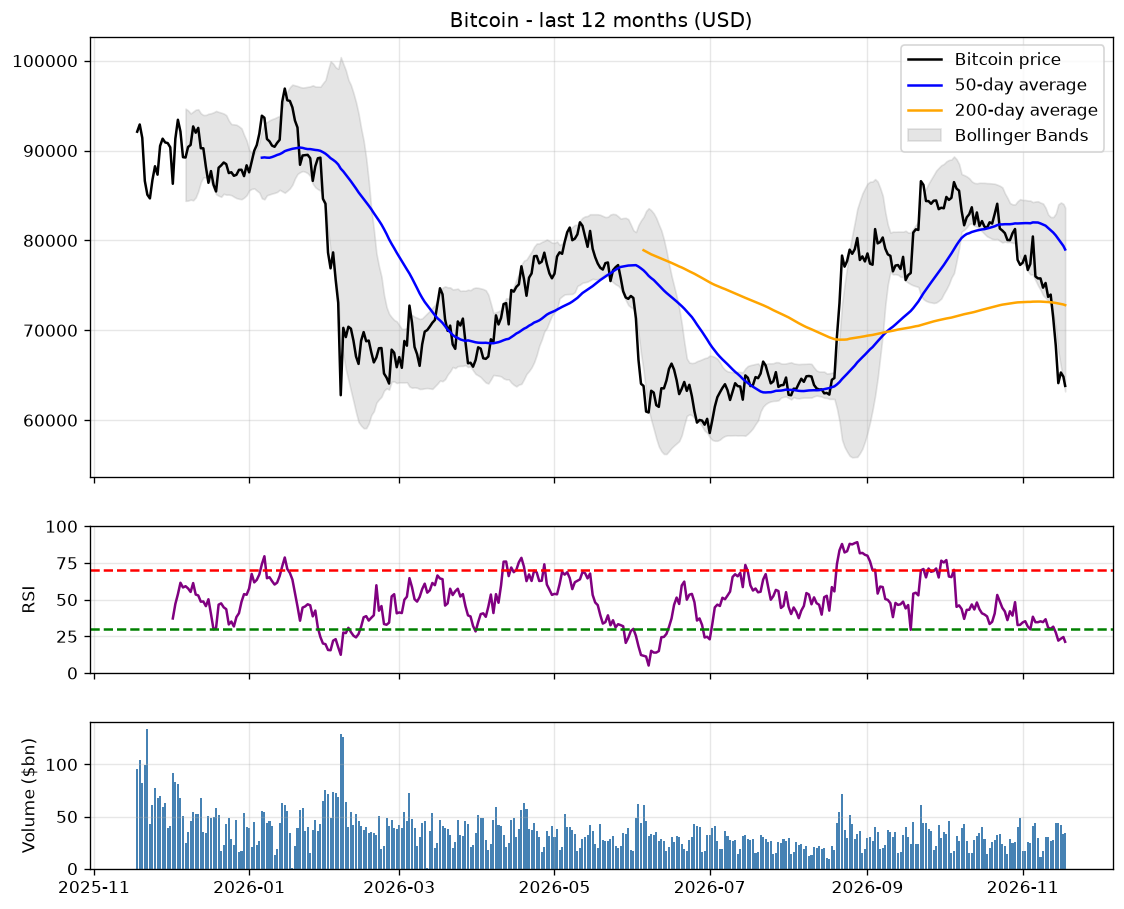 Bitcoin - last 12 months (USD)
100000
90000
80000
70000
60000
Bitcoin price
50-day average
200-day average
Bollinger Bands
100
75
50
25
0
RSI
100
50
0
Volume ($bn)
2025-11
2026-01
2026-03
2026-05
2026-07
2026-09
2026-11